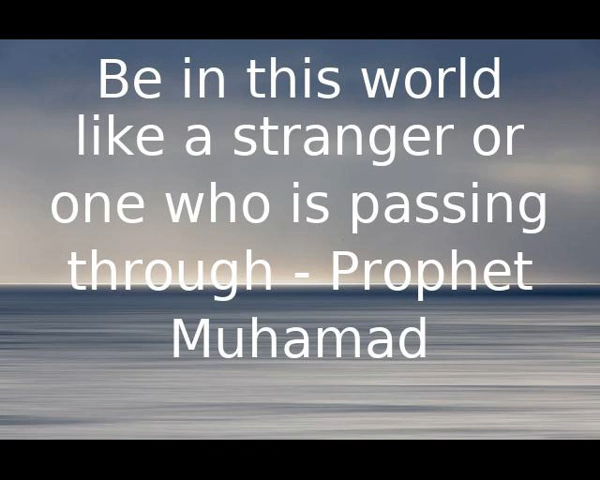 Be in this world
like a stranger or
one who is passing
through - Prophet
Muhamad